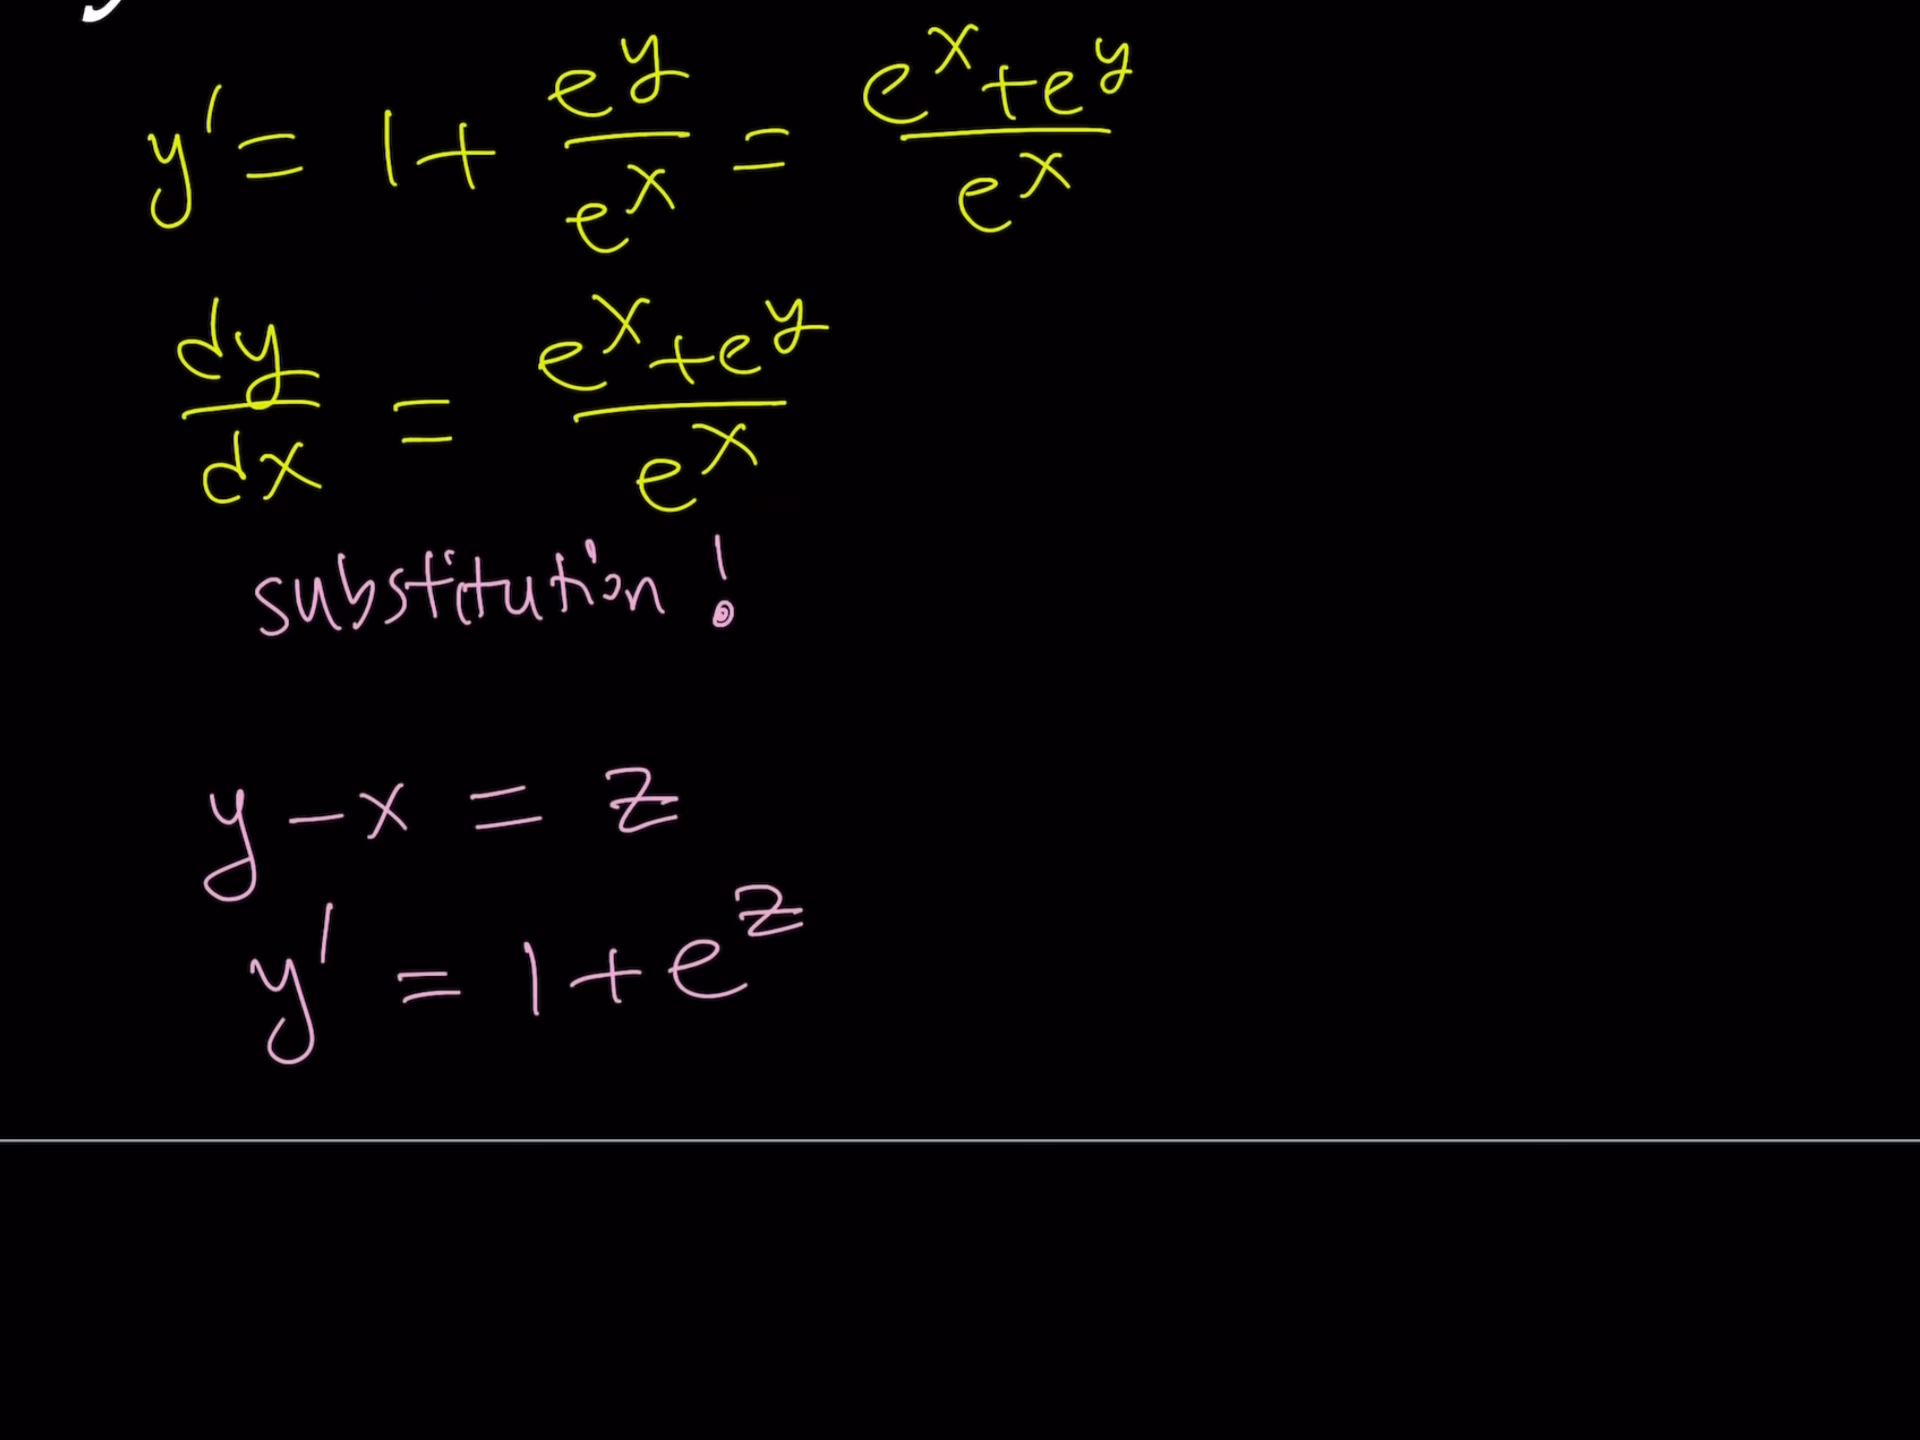 y' = 1 + e^y / e^x = (e^x + e^y) / e^x
dy/dx = (e^x + e^y) / e^x
substitution!
y - x = z
y' = 1 + e^z